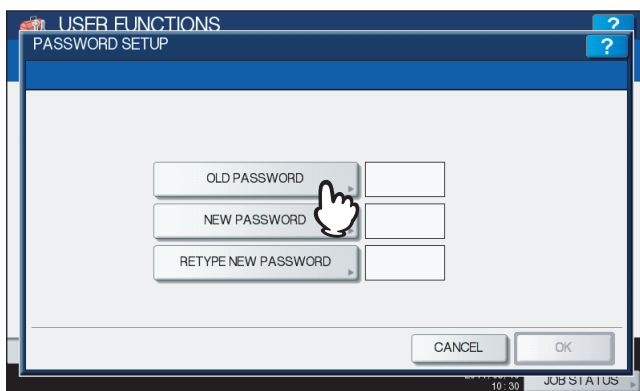 USER FUNCTIONS
?
PASSWORD SETUP
?
OLD PASSWORD
NEW PASSWORD
RETYPE NEW PASSWORD
CANCEL
OK
10:30
JOB STATUS